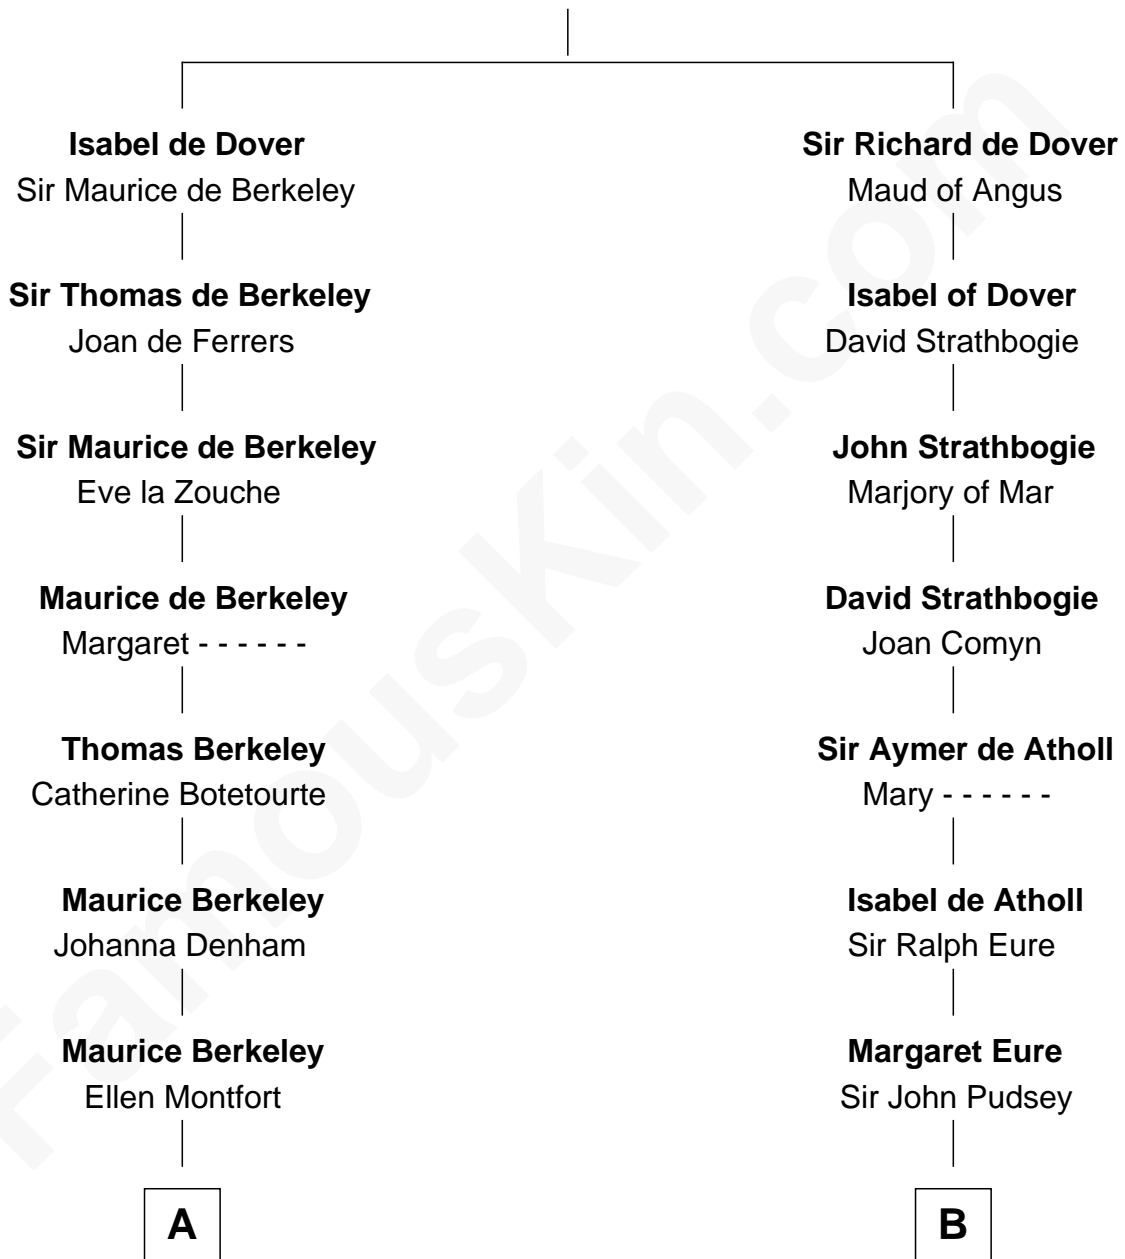 Isabel de Dover
Sir Maurice de Berkeley
Sir Thomas de Berkeley
Joan de Ferrers
Sir Maurice de Berkeley
Eve la Zouche
Maurice de Berkeley
Margaret - - - - - -
Thomas Berkeley
Catherine Botetourte
Maurice Berkeley
Johanna Denham
Maurice Berkeley
Ellen Montfort
A
Sir Richard de Dover
Maud of Angus
Isabel of Dover
David Strathbogie
John Strathbogie
Marjory of Mar
David Strathbogie
Joan Comyn
Sir Aymer de Atholl
Mary - - - - - -
Isabel de Atholl
Sir Ralph Eure
Margaret Eure
Sir John Pudsey
B
FamousKin.com